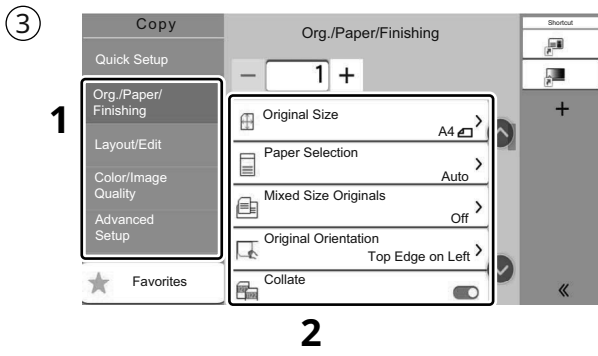 3
Copy
Org./Paper/Finishing
Shortcut
Quick Setup
1
Org./Paper/
Finishing
Layout/Edit
Color/Image
Quality
Advanced
Setup
Favorites
1
Original Size
A4
Paper Selection
Auto
Mixed Size Originals
Off
Original Orientation
Top Edge on Left
Collate
2